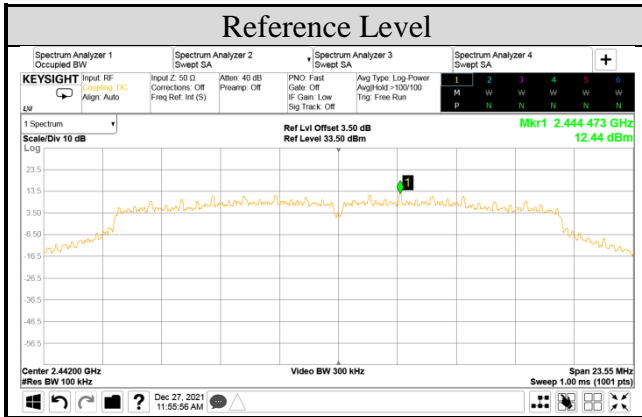 Reference Level
Spectrum Analyzer 1
Occupied BW
Spectrum Analyzer 2
Swept SA
Spectrum Analyzer 3
Swept SA
Spectrum Analyzer 4
Swept SA
+
KEYSIGHT
Input: RF
Coupling: DC
Align: Auto
Input Z: 50 Ω
Corrections: Off
Freq Ref: Int (S)
Atten: 40 dB
Preamp: Off
PNO: Fast
Gate: Off
IF Gain: Low
Sig Track: Off
Avg Type: Log-Power
Avg|Hold:>100/100
Trig: Free Run
1 2 3 4 5 6
M W W W W W
P N N N N N
LXI
1 Spectrum
Scale/Div 10 dB
Ref Lvl Offset 3.50 dB
Ref Level 33.50 dBm
Mkr1 2.444 473 GHz
12.44 dBm
Log
1
23.5
13.5
3.50
-6.50
-16.5
-26.5
-36.5
-46.5
-56.5
Center 2.44200 GHz
#Res BW 100 kHz
Video BW 300 kHz
Span 23.55 MHz
Sweep 1.00 ms (1001 pts)
?
Dec 27, 2021
11:55:56 AM